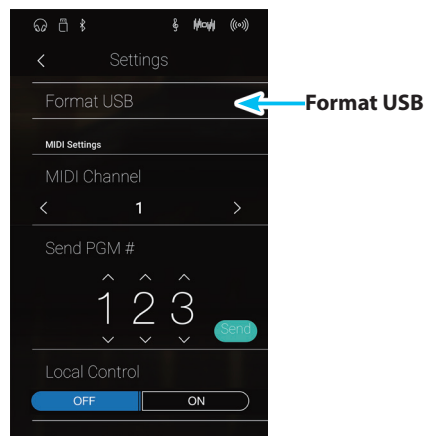 Settings
Format USB
Format USB
MIDI Settings
MIDI Channel
1
Send PGM #
1 2 3
Send
Local Control
OFF ON